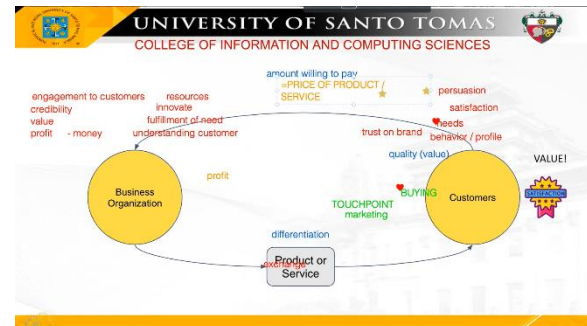 UNIVERSITY OF SANTO TOMAS
COLLEGE OF INFORMATION AND COMPUTING SCIENCES
amount willing to pay
=PRICE OF PRODUCT /
SERVICE
engagement to customers
credibility
value
profit - money
resources
innovate
fulfillment of need
understanding customer
persuasion
satisfaction
needs
trust on brand
behavior / profile
quality (value)
VALUE!
profit
Business
Organization
BUYING
TOUCHPOINT
marketing
Customers
SATISFACTION
differentiation
Product or
Service
exchange